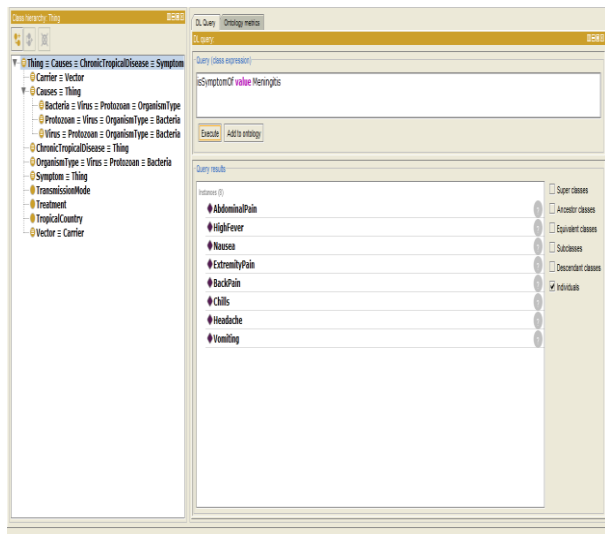 Class hierarchy: Thing
Thing ≡ Causes ≡ ChronicTropicalDisease ≡ Symptom
Carrier ≡ Vector
Causes ≡ Thing
Bacteria ≡ Virus ≡ Protozoan ≡ OrganismType
Protozoan ≡ Virus ≡ OrganismType ≡ Bacteria
Virus ≡ Protozoan ≡ OrganismType ≡ Bacteria
ChronicTropicalDisease ≡ Thing
OrganismType ≡ Virus ≡ Protozoan ≡ Bacteria
Symptom ≡ Thing
TransmissionMode
Treatment
TropicalCountry
Vector ≡ Carrier
DL Query Ontology metrics
DL query:
Query (class expression)
isSymptomOf value Meningitis
Execute Add to ontology
Query results
Instances (8)
AbdominalPain
HighFever
Nausea
ExtremityPain
BackPain
Chills
Headache
Vomiting
Super classes
Ancestor classes
Equivalent classes
Subclasses
Descendant classes
Individuals